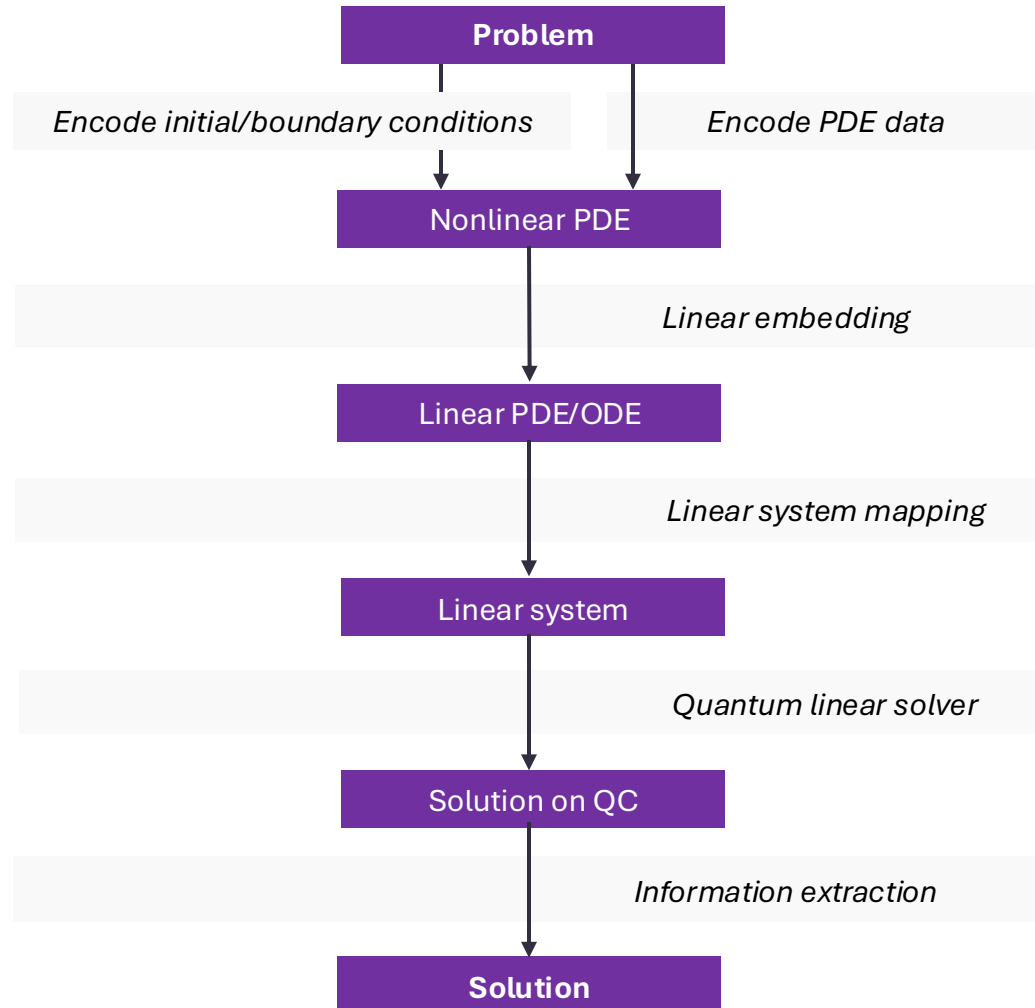 Problem
Encode initial/boundary conditions
Encode PDE data
Nonlinear PDE
Linear embedding
Linear PDE/ODE
Linear system mapping
Linear system
Quantum linear solver
Solution on QC
Information extraction
Solution